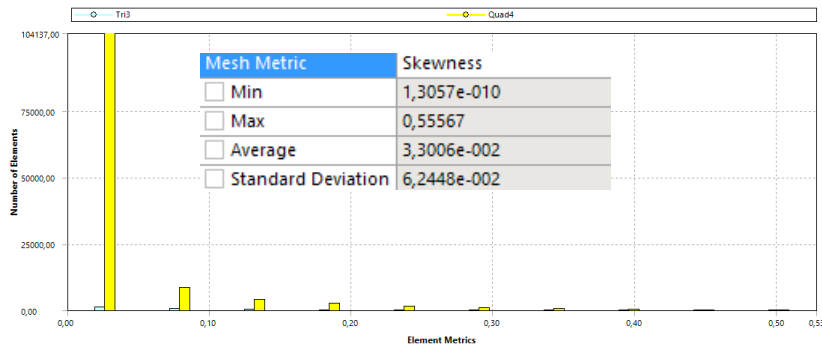 Tri3 Quad4
104137,00
75000,00
50000,00
25000,00
0,00
Number of Elements
Mesh Metric Skewness
Min 1,3057e-010
Max 0,55567
Average 3,3006e-002
Standard Deviation 6,2448e-002
0,00 0,10 0,20 0,30 0,40 0,50
Element Metrics